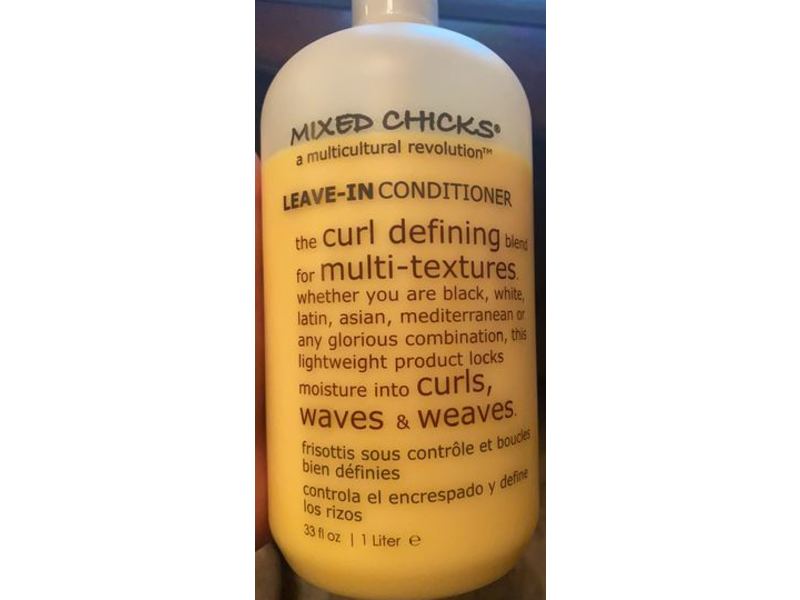 MIXED CHICKS®
a multicultural revolution™
LEAVE-IN CONDITIONER
the curl defining blend
for multi-textures.
whether you are black, white,
latin, asian, mediterranean or
any glorious combination, this
lightweight product locks
moisture into curls,
waves & weaves.
frisottis sous contrôle et boucles
bien définies
controla el encrespado y define
los rizos
33 fl oz | 1 Liter ℮